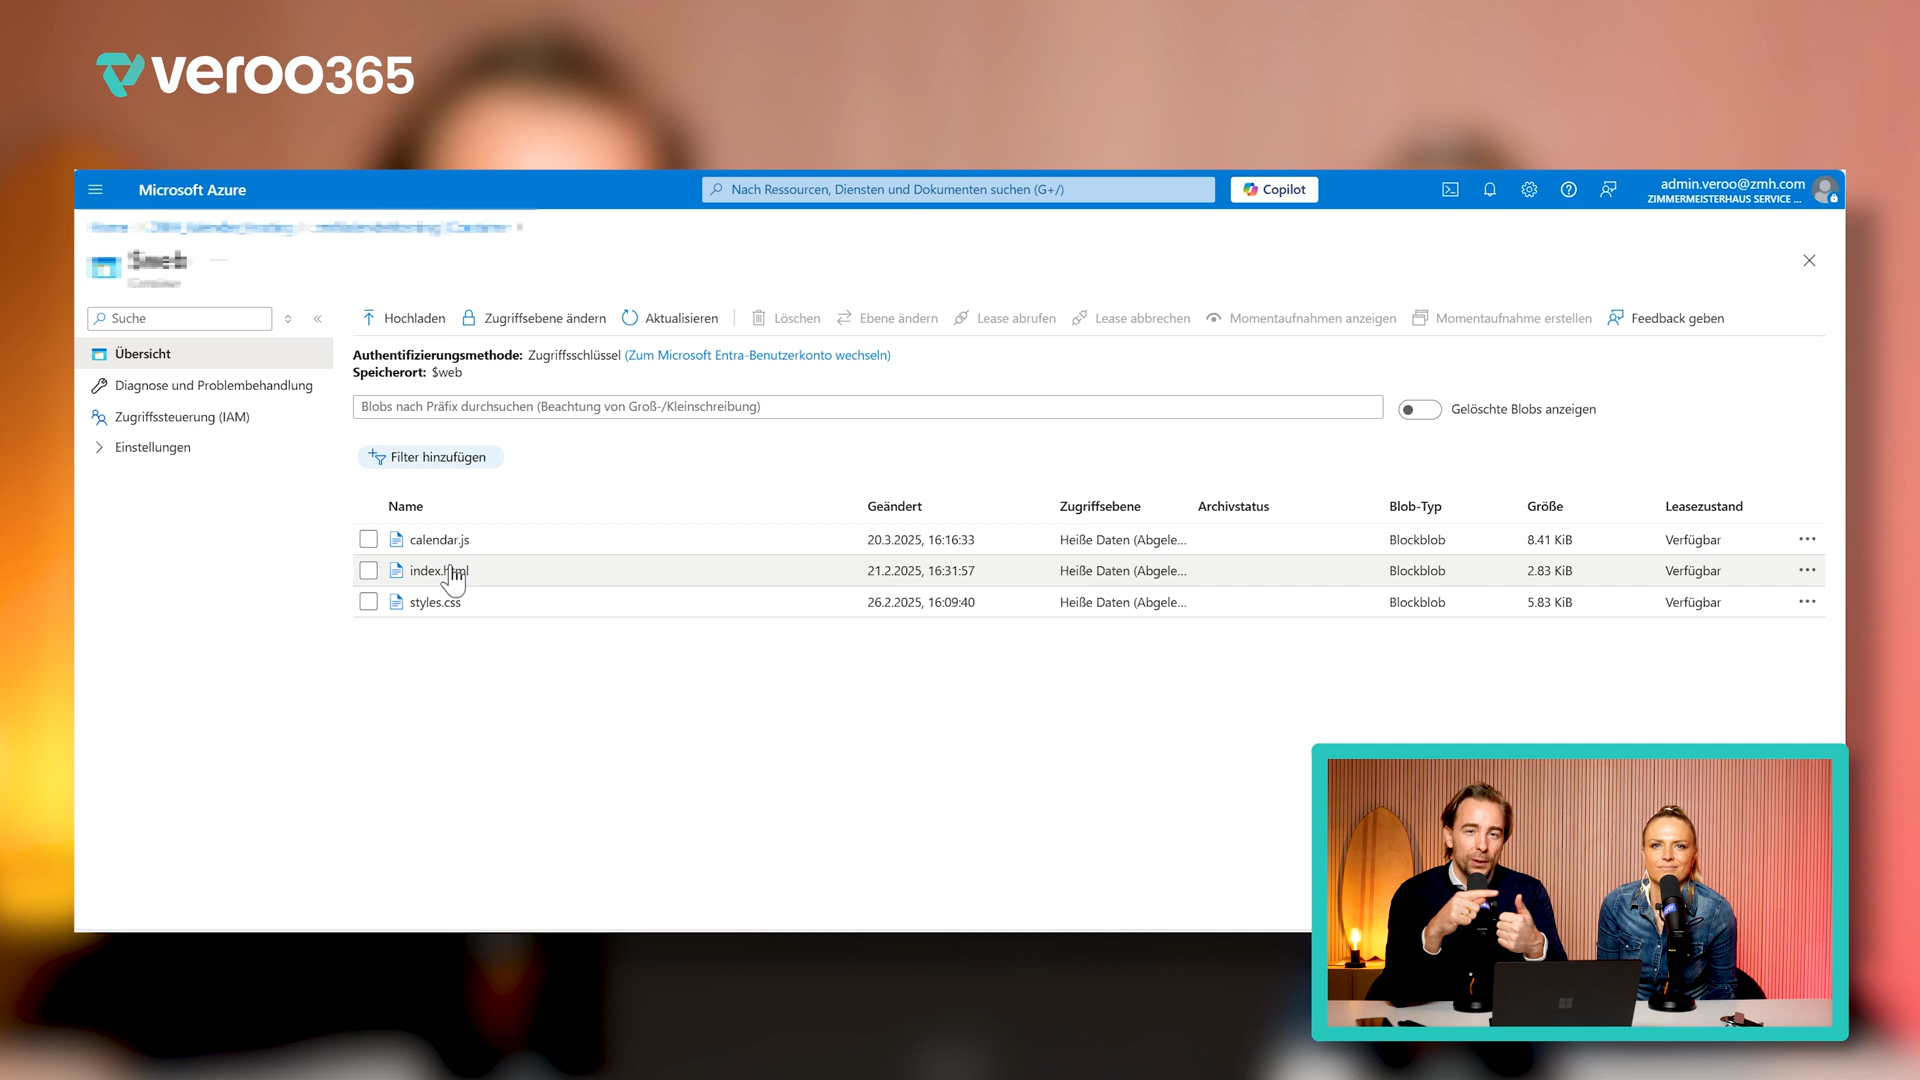 veroo365
Microsoft Azure
Nach Ressourcen, Diensten und Dokumenten suchen (G+/)
Copilot
admin.veroo@zmh.com
ZIMMERMEISTERHAUS SERVICE ...
Suche
Hochladen
Zugriffsebene ändern
Aktualisieren
Löschen
Ebene ändern
Lease abrufen
Lease abbrechen
Momentaufnahmen anzeigen
Momentaufnahme erstellen
Feedback geben
Übersicht
Diagnose und Problembehandlung
Zugriffssteuerung (IAM)
Einstellungen
Authentifizierungsmethode: Zugriffsschlüssel (Zum Microsoft Entra-Benutzerkonto wechseln)
Speicherort: $web
Blobs nach Präfix durchsuchen (Beachtung von Groß-/Kleinschreibung)
Gelöschte Blobs anzeigen
Filter hinzufügen
Name Geändert Zugriffsebene Archivstatus Blob-Typ Größe Leasezustand
calendar.js 20.3.2025, 16:16:33 Heiße Daten (Abgele... Blockblob 8.41 KiB Verfügbar
index.html 21.2.2025, 16:31:57 Heiße Daten (Abgele... Blockblob 2.83 KiB Verfügbar
styles.css 26.2.2025, 16:09:40 Heiße Daten (Abgele... Blockblob 5.83 KiB Verfügbar